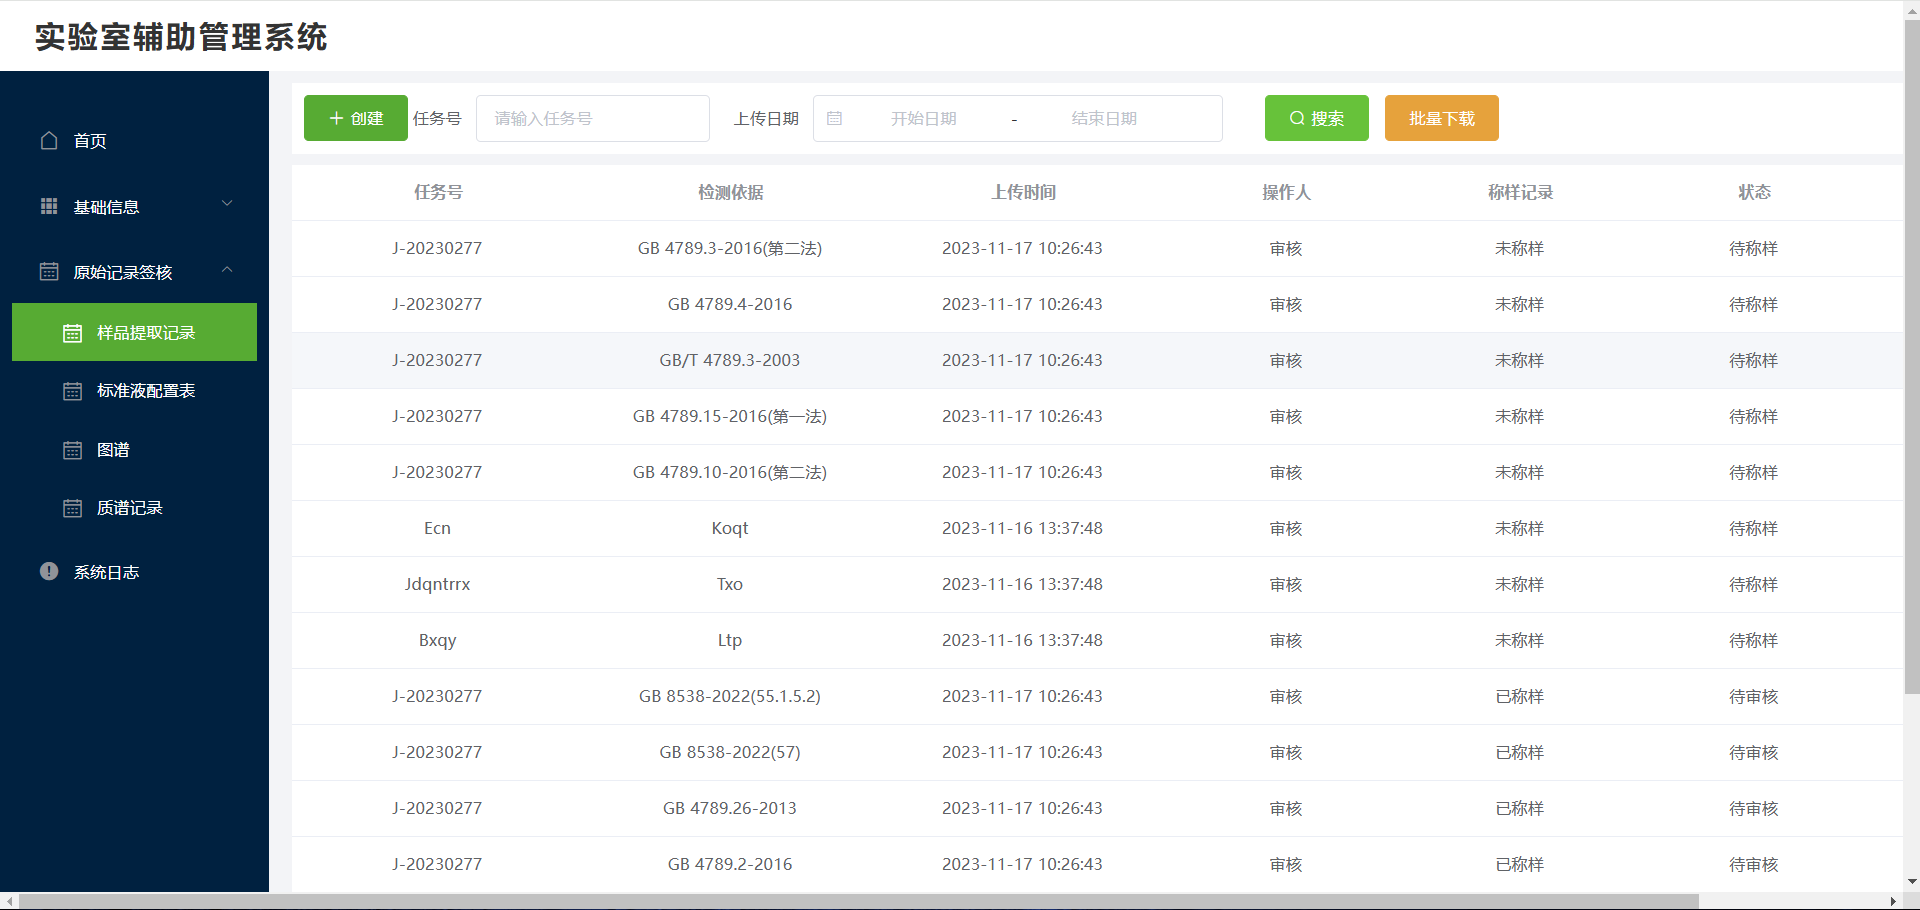 实验室辅助管理系统
首页
基础信息
原始记录签核
样品提取记录
标准液配置表
图谱
质谱记录
系统日志
创建 任务号 请输入任务号 上传日期 开始日期 - 结束日期 搜索 批量下载
任务号 检测依据 上传时间 操作人 称样记录 状态
J-20230277 GB 4789.3-2016(第二法) 2023-11-17 10:26:43 审核 未称样 待称样
J-20230277 GB 4789.4-2016 2023-11-17 10:26:43 审核 未称样 待称样
J-20230277 GB/T 4789.3-2003 2023-11-17 10:26:43 审核 未称样 待称样
J-20230277 GB 4789.15-2016(第一法) 2023-11-17 10:26:43 审核 未称样 待称样
J-20230277 GB 4789.10-2016(第二法) 2023-11-17 10:26:43 审核 未称样 待称样
Ecn Koqt 2023-11-16 13:37:48 审核 未称样 待称样
Jdqntrrx Txo 2023-11-16 13:37:48 审核 未称样 待称样
Bxqy Ltp 2023-11-16 13:37:48 审核 未称样 待称样
J-20230277 GB 8538-2022(55.1.5.2) 2023-11-17 10:26:43 审核 已称样 待审核
J-20230277 GB 8538-2022(57) 2023-11-17 10:26:43 审核 已称样 待审核
J-20230277 GB 4789.26-2013 2023-11-17 10:26:43 审核 已称样 待审核
J-20230277 GB 4789.2-2016 2023-11-17 10:26:43 审核 已称样 待审核